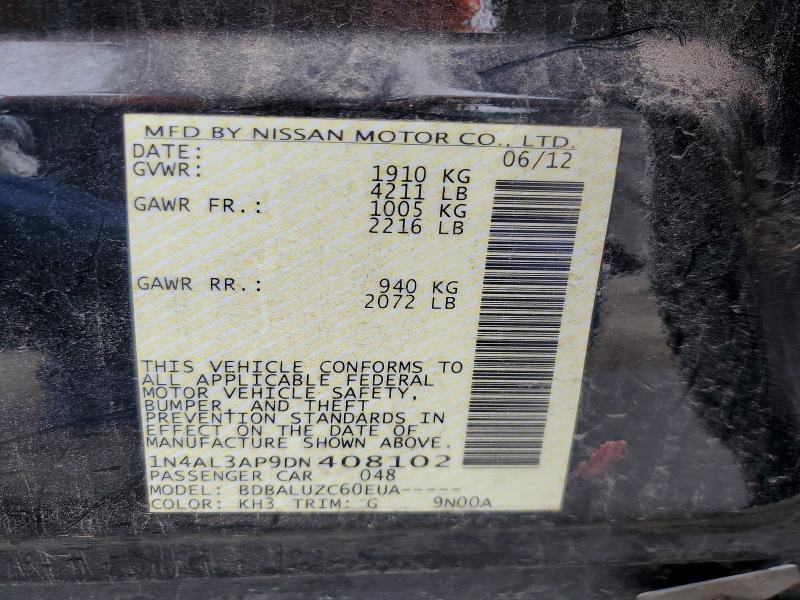 MFD BY NISSAN MOTOR CO., LTD.
DATE: 06/12
GVWR: 1910 KG
4211 LB
GAWR FR.: 1005 KG
2216 LB
GAWR RR.: 940 KG
2072 LB
THIS VEHICLE CONFORMS TO
ALL APPLICABLE FEDERAL
MOTOR VEHICLE SAFETY,
BUMPER, AND THEFT
PREVENTION STANDARDS IN
EFFECT ON THE DATE OF
MANUFACTURE SHOWN ABOVE.
1N4AL3AP9DN408102
PASSENGER CAR 048
MODEL: BDBALUZC60EUA-----
COLOR: KH3 TRIM: G 9N00A